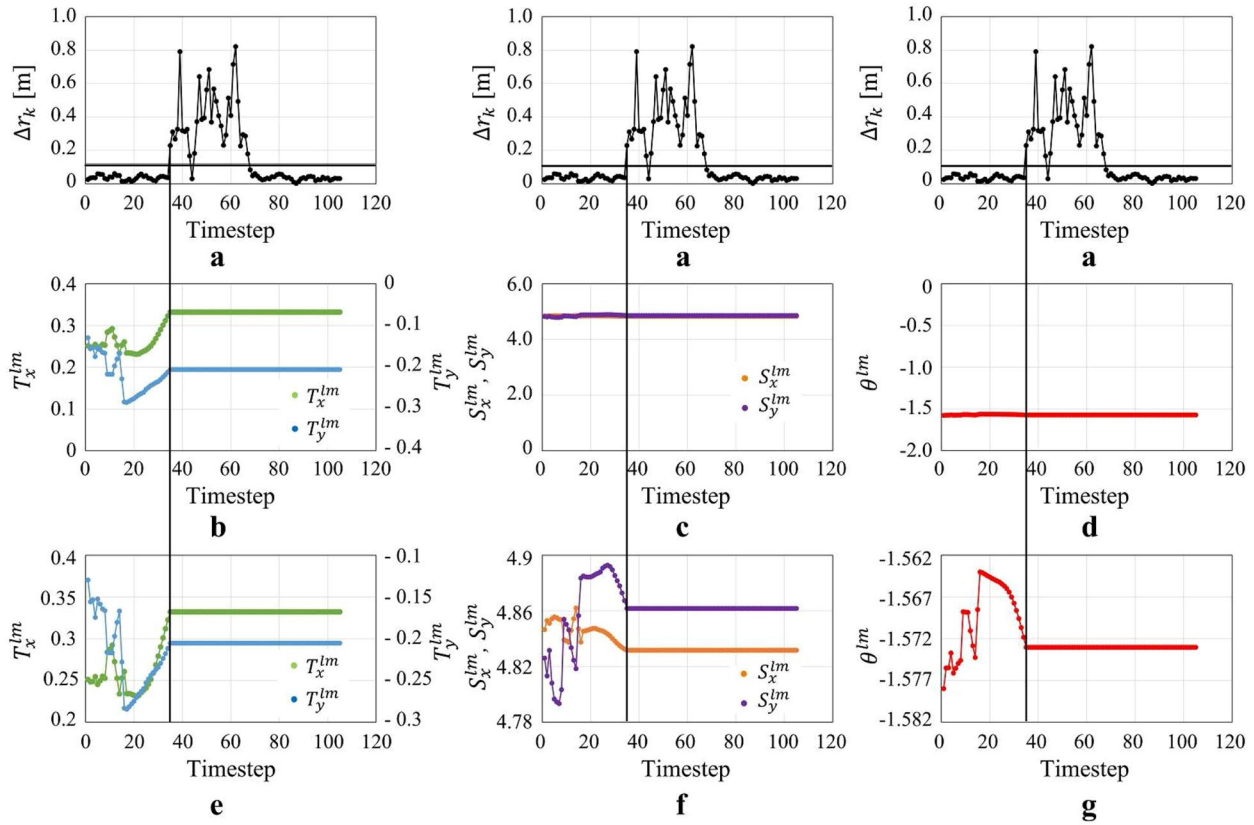 1.0
0.8
0.6
0.4
0.2
0
Δr_k [m]
0 20 40 60 80 100 120
Timestep
a
1.0
0.8
0.6
0.4
0.2
0
Δr_k [m]
0 20 40 60 80 100 120
Timestep
a
1.0
0.8
0.6
0.4
0.2
0
Δr_k [m]
0 20 40 60 80 100 120
Timestep
a
0.4
0.3
0.2
0.1
0
T_x^{lm}
0
- 0.1
- 0.2
- 0.3
- 0.4
T_y^{lm}
T_x^{lm}
T_y^{lm}
0 20 40 60 80 100 120
Timestep
b
6.0
4.0
2.0
0
S_x^{lm}, S_y^{lm}
S_x^{lm}
S_y^{lm}
0 20 40 60 80 100 120
Timestep
c
0
-0.5
-1.0
-1.5
-2.0
θ^{lm}
0 20 40 60 80 100 120
Timestep
d
0.4
0.35
0.3
0.25
0.2
T_x^{lm}
- 0.1
- 0.15
- 0.2
- 0.25
- 0.3
T_y^{lm}
T_x^{lm}
T_y^{lm}
0 20 40 60 80 100 120
Timestep
e
4.9
4.86
4.82
4.78
S_x^{lm}, S_y^{lm}
S_x^{lm}
S_y^{lm}
0 20 40 60 80 100 120
Timestep
f
-1.562
-1.567
-1.572
-1.577
-1.582
θ^{lm}
0 20 40 60 80 100 120
Timestep
g